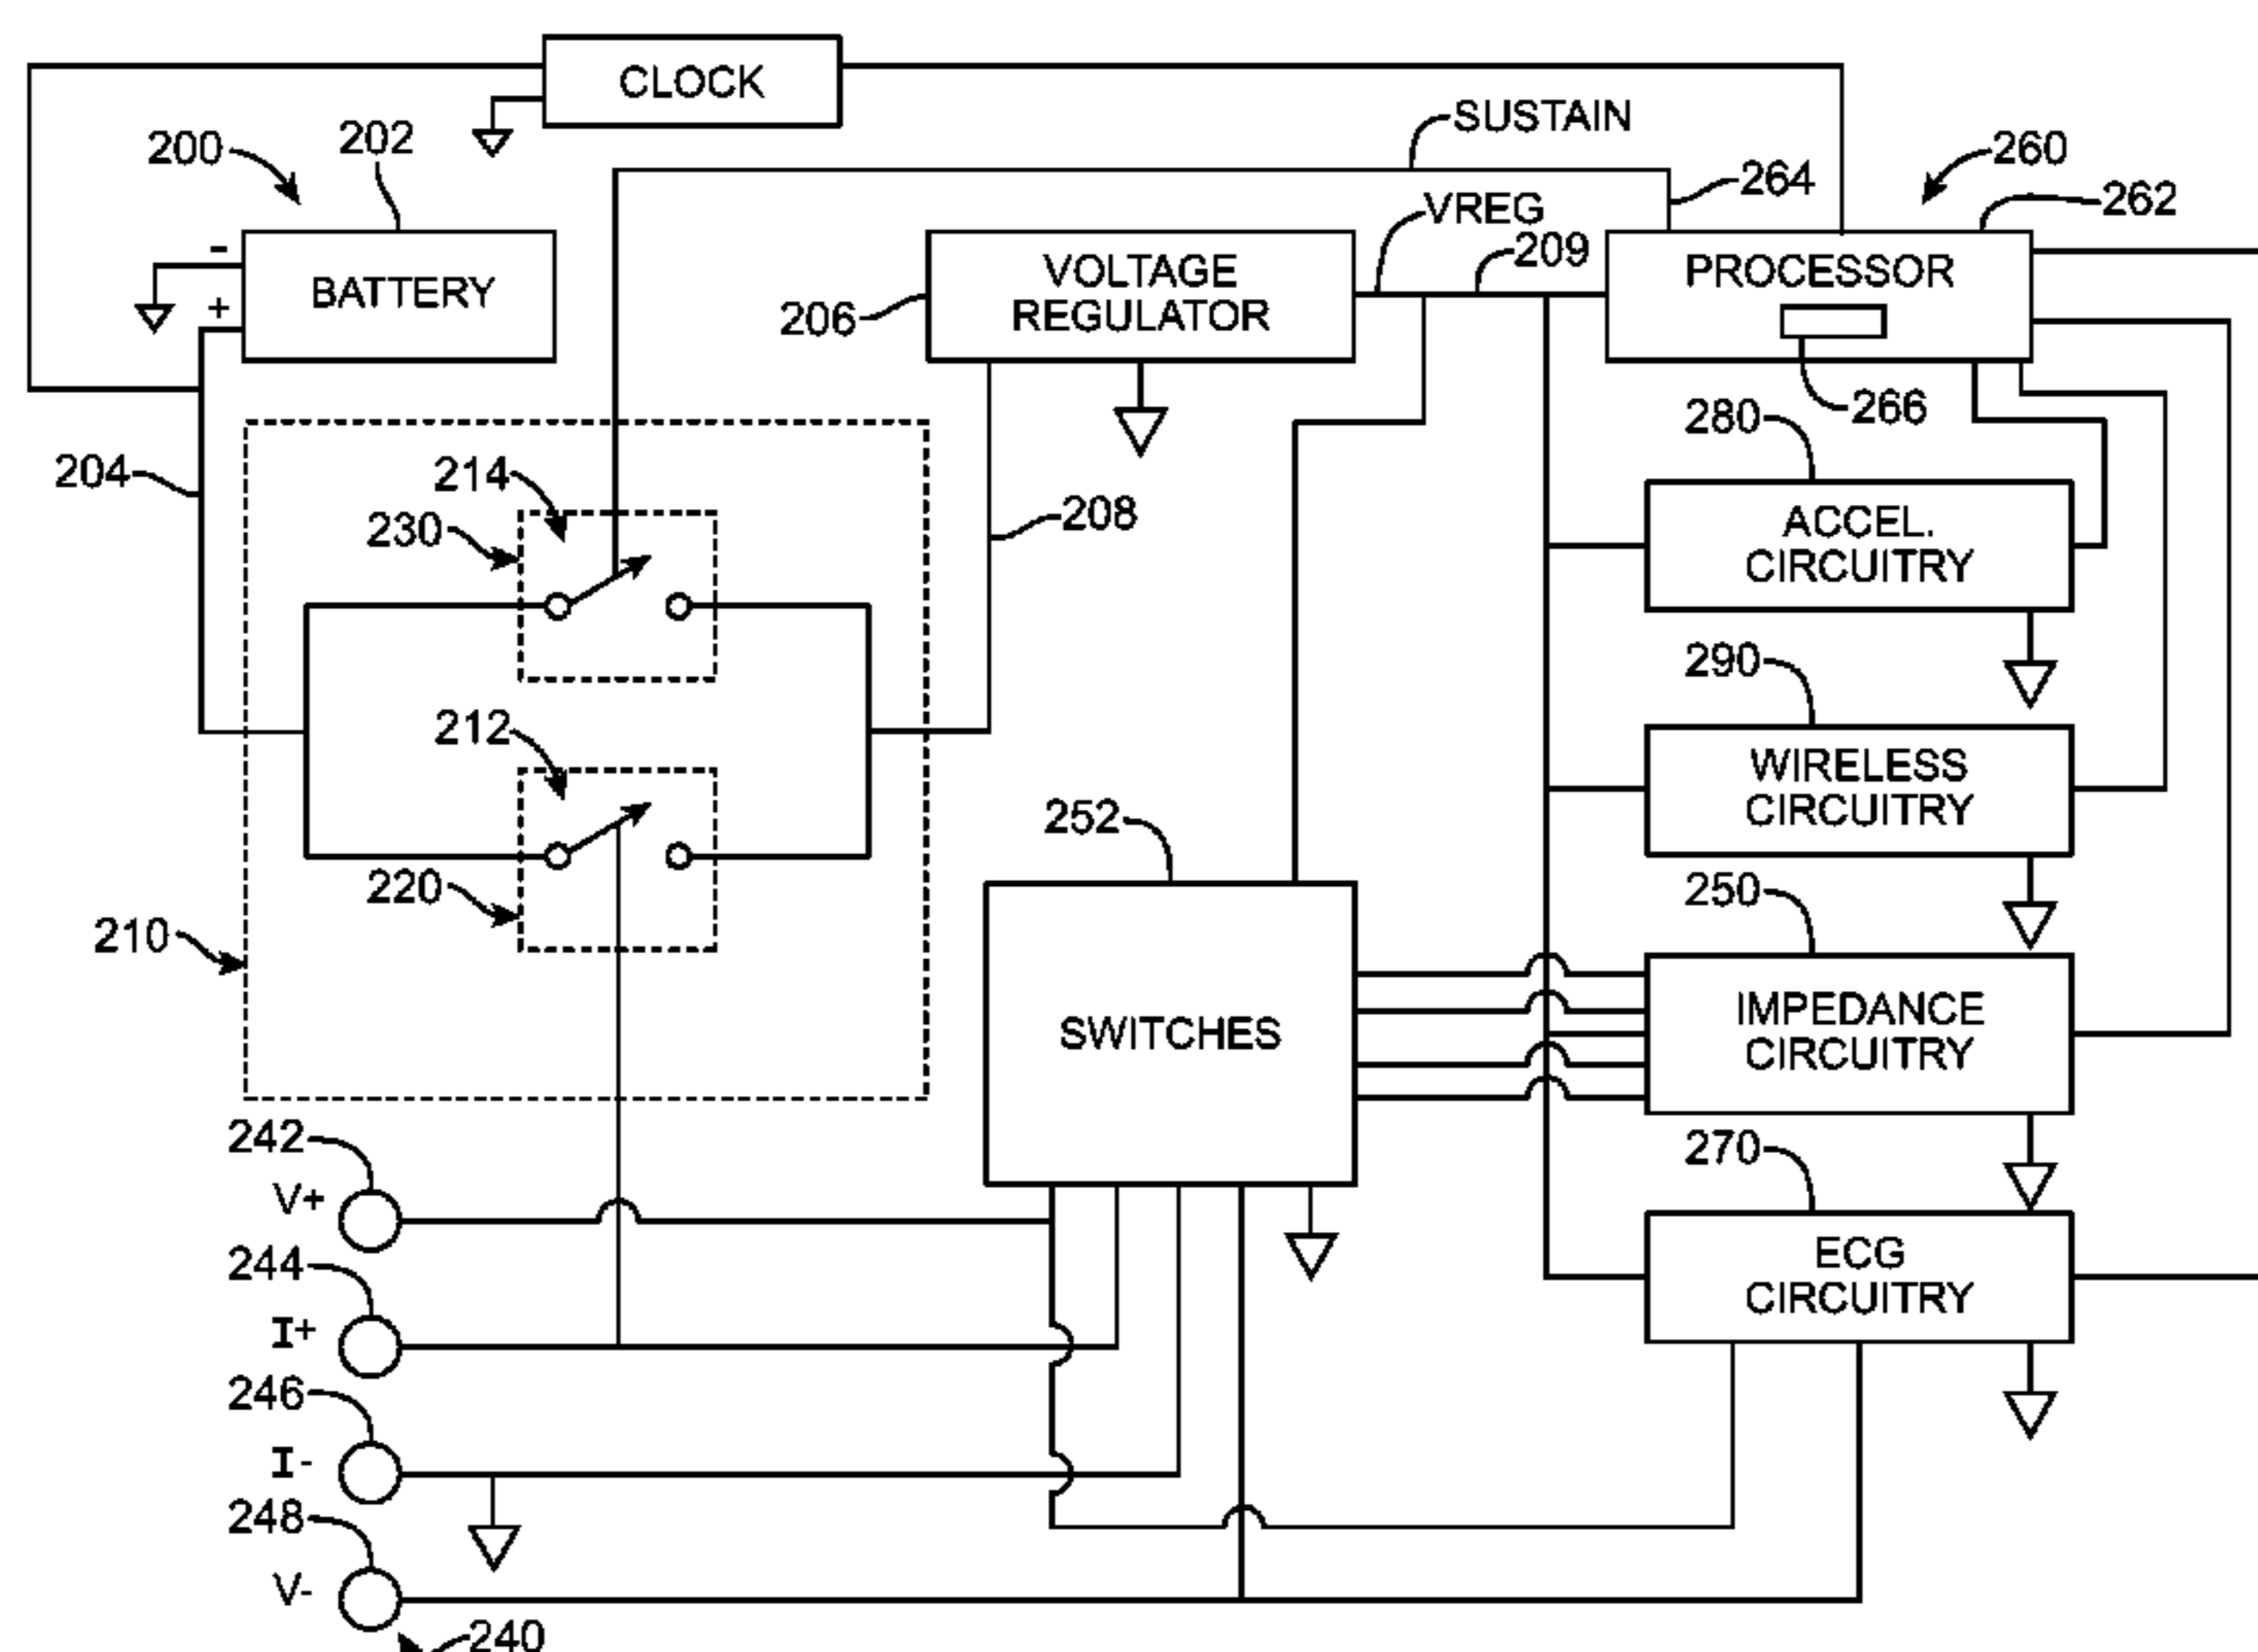 CLOCK
SUSTAIN
200
202
260
264
262
VREG
209
-
+
BATTERY
206
VOLTAGE
REGULATOR
PROCESSOR
266
280
204
214
230
208
ACCEL.
CIRCUITRY
290
212
252
WIRELESS
CIRCUITRY
220
250
210
SWITCHES
IMPEDANCE
CIRCUITRY
242
V+
270
244
I+
ECG
CIRCUITRY
246
I-
248
V-
240